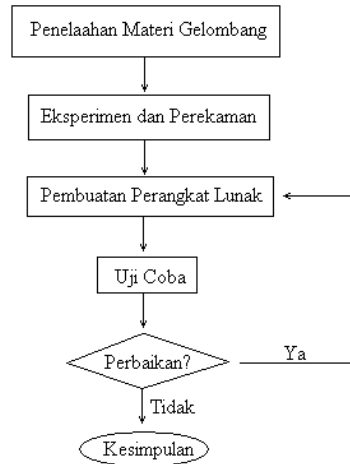 Penelaahan Materi Gelombang
Eksperimen dan Perekaman
Pembuatan Perangkat Lunak
Uji Coba
Perbaikan?
Ya
Tidak
Kesimpulan